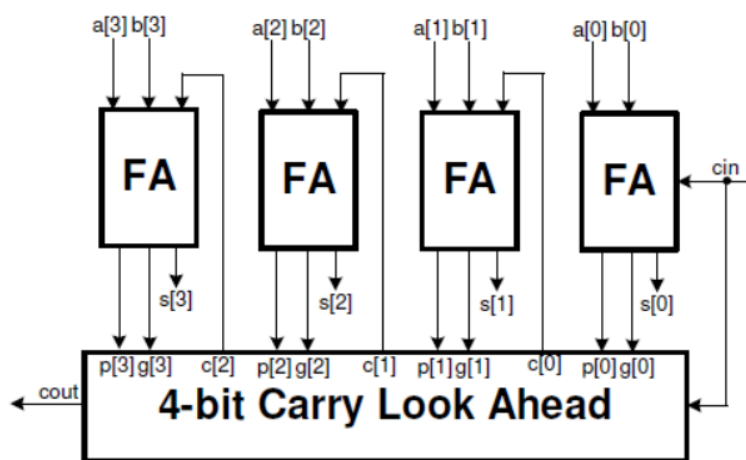 a[3] b[3] a[2] b[2] a[1] b[1] a[0] b[0]
FA FA FA FA
cin
s[3] s[2] s[1] s[0]
p[3] g[3] c[2] p[2] g[2] c[1] p[1] g[1] c[0] p[0] g[0]
cout
4-bit Carry Look Ahead